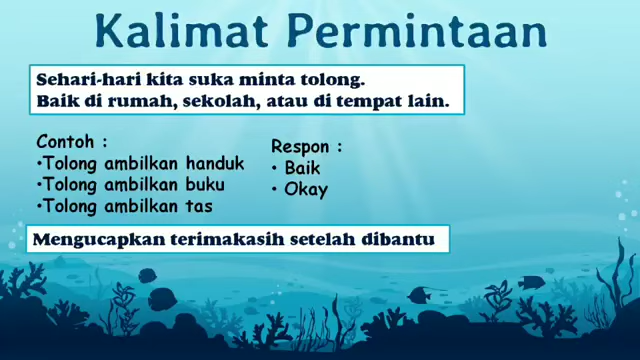 Kalimat Permintaan
Sehari-hari kita suka minta tolong.
Baik di rumah, sekolah, atau di tempat lain.
Contoh :
•Tolong ambilkan handuk
•Tolong ambilkan buku
•Tolong ambilkan tas
Respon :
• Baik
• Okay
Mengucapkan terimakasih setelah dibantu